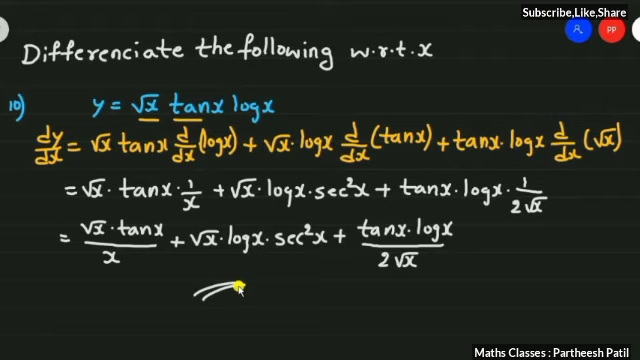 Subscribe,Like,Share
PP
Differenciate the following w.r.t.x
10) y = √x tanx logx
dy/dx = √x tanx d/dx (logx) + √x · logx d/dx (tanx) + tanx · logx d/dx (√x)
= √x · tanx · 1/x + √x · logx · sec²x + tanx · logx · 1/2√x
= √x · tanx/x + √x · logx · sec²x + tanx · logx/2√x
Maths Classes : Partheesh Patil